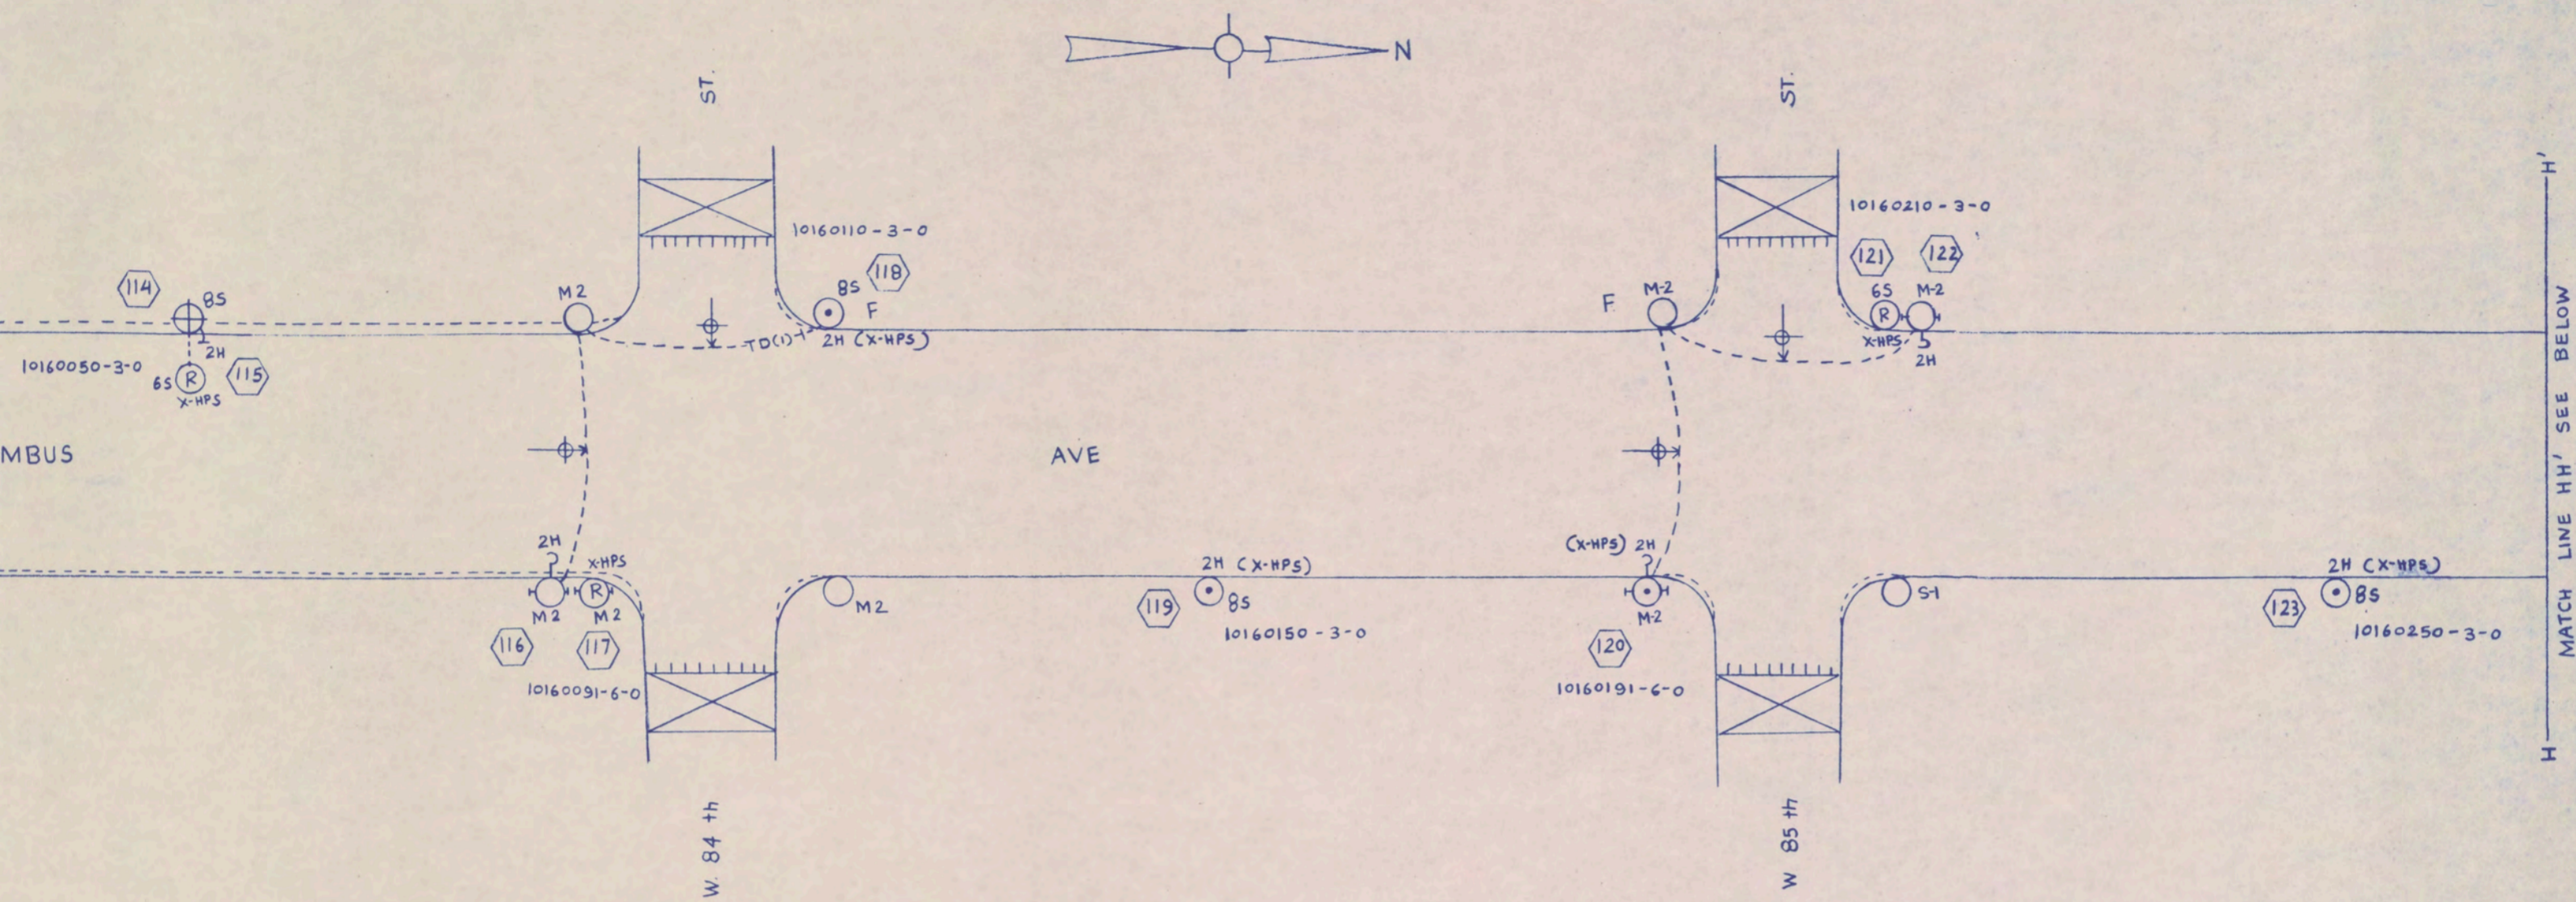 N
ST.
ST.
H'
10160110-3-0
10160210-3-0
118
121
122
114
8S
M2
8S
F
F
M-2
6S
R
M-2
2H
TD(1)
2H (X-HPS)
X-HPS
2H
10160050-3-0
6S
R
115
X-HPS
MBUS
AVE
MATCH LINE HH' SEE BELOW
2H
X-HPS
R
M2
M2
M2
2H (X-HPS)
119
8S
10160150-3-0
(X-HPS) 2H
M-2
S-1
2H (X-HPS)
123
8S
10160250-3-0
116
117
10160091-6-0
120
10160191-6-0
H
W. 84 th
W 85 th